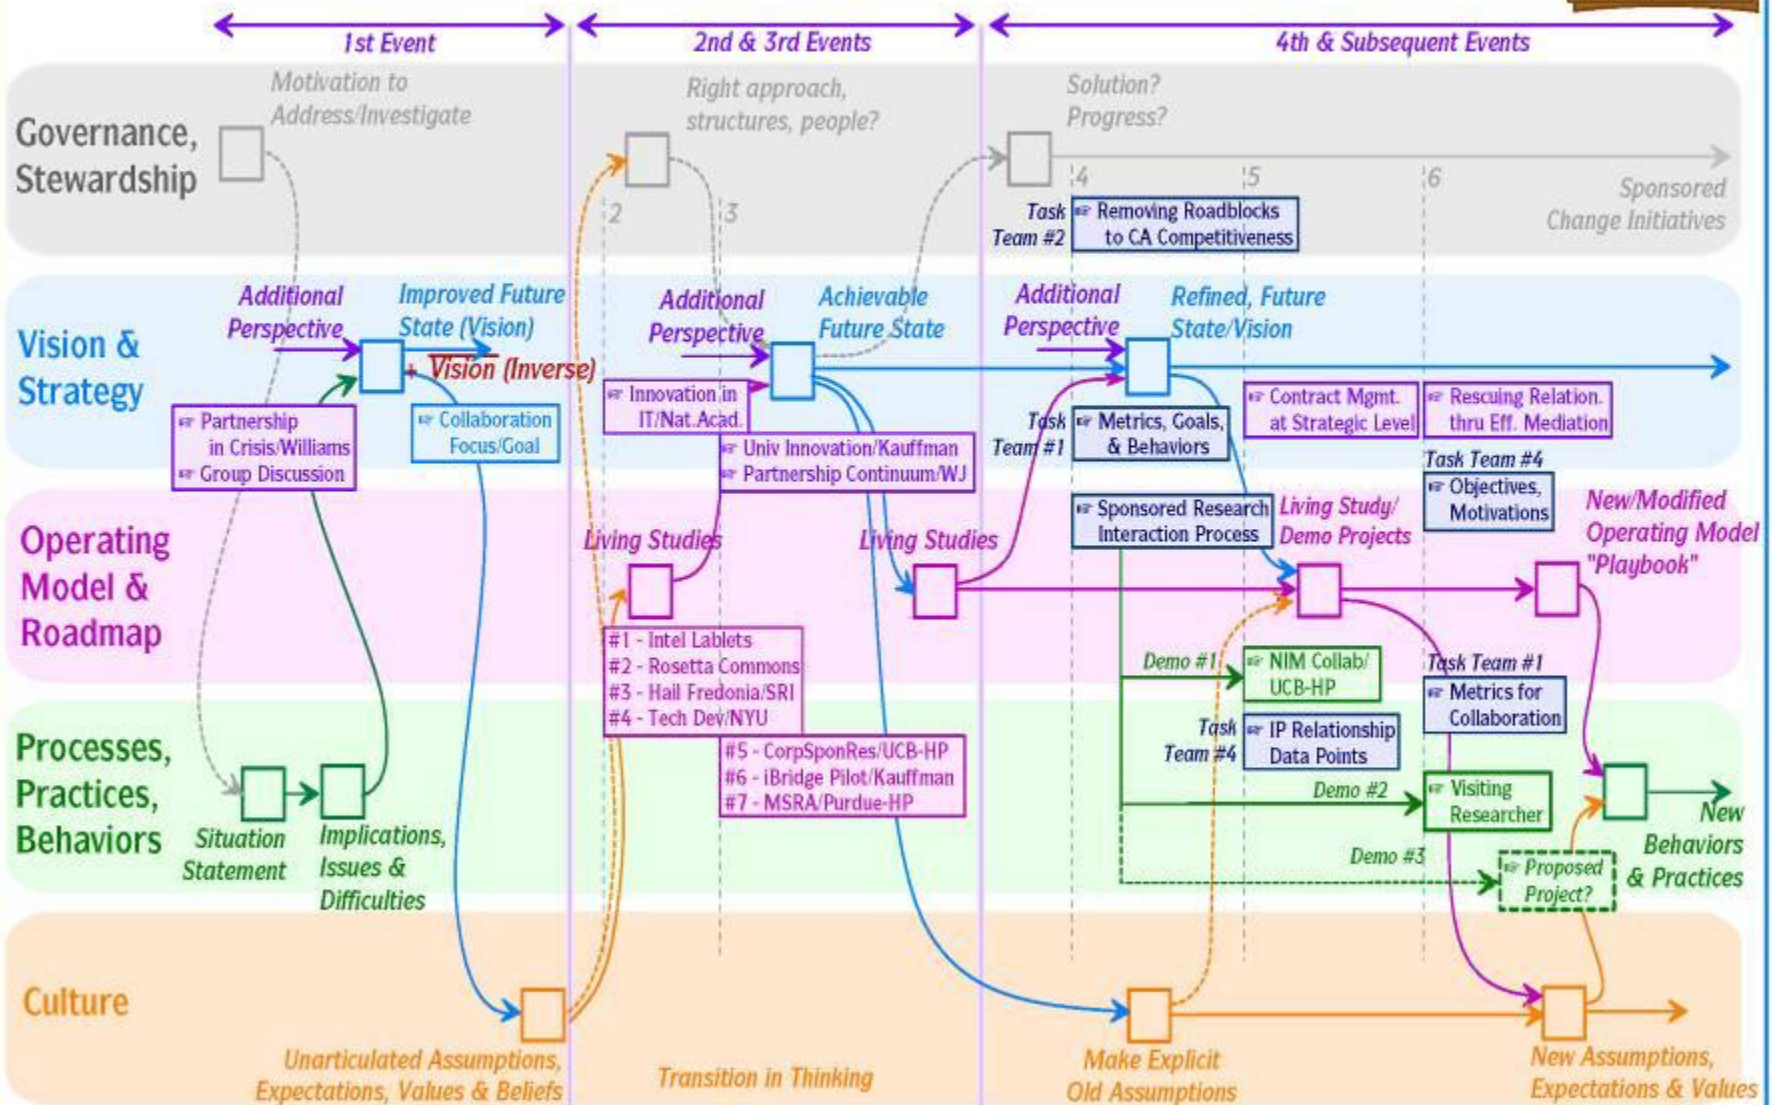 1st Event
2nd & 3rd Events
4th & Subsequent Events
Governance,
Stewardship
Motivation to
Address/Investigate
Right approach,
structures, people?
Solution?
Progress?
2
3
4
5
6
Sponsored
Change Initiatives
Task
Team #2
☞ Removing Roadblocks
to CA Competitiveness
Vision &
Strategy
Additional
Perspective
Improved Future
State (Vision)
+ Vision (Inverse)
☞ Partnership
in Crisis/Williams
☞ Group Discussion
☞ Collaboration
Focus/Goal
Additional
Perspective
Achievable
Future State
☞ Innovation in
IT/Nat.Acad.
☞ Univ Innovation/Kauffman
☞ Partnership Continuum/WJ
Additional
Perspective
Refined, Future
State/Vision
Task
Team #1
☞ Metrics, Goals,
& Behaviors
☞ Contract Mgmt.
at Strategic Level
☞ Rescuing Relation.
thru Eff. Mediation
Task Team #4
☞ Objectives,
Motivations
Operating
Model &
Roadmap
Living Studies
Living Studies
☞ Sponsored Research
Interaction Process
Living Study/
Demo Projects
New/Modified
Operating Model
"Playbook"
#1 - Intel Lablets
#2 - Rosetta Commons
#3 - Hail Fredonia/SRI
#4 - Tech Dev/NYU
#5 - CorpSponRes/UCB-HP
#6 - iBridge Pilot/Kauffman
#7 - MSRA/Purdue-HP
Demo #1
☞ NIM Collab/
UCB-HP
Task Team #1
☞ Metrics for
Collaboration
Processes,
Practices,
Behaviors
Situation
Statement
Implications,
Issues &
Difficulties
Task
Team #4
☞ IP Relationship
Data Points
Demo #2
☞ Visiting
Researcher
Demo #3
☞ Proposed
Project?
New
Behaviors
& Practices
Culture
Unarticulated Assumptions,
Expectations, Values & Beliefs
Transition in Thinking
Make Explicit
Old Assumptions
New Assumptions,
Expectations & Values